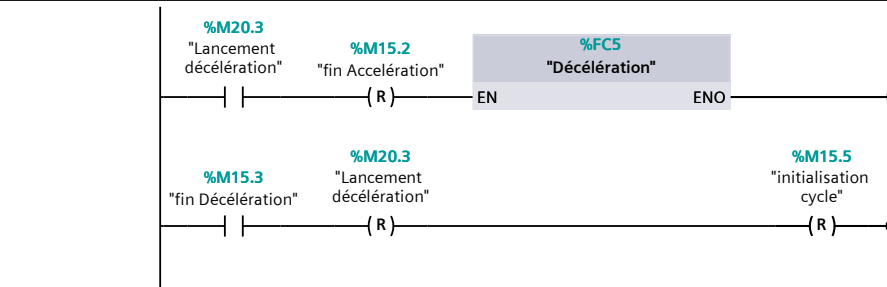 %M20.3
"Lancement
décélération"
%M15.2
"fin Accelération"
( R )
%FC5
"Décélération"
EN
ENO
%M15.3
"fin Décélération"
%M20.3
"Lancement
décélération"
( R )
%M15.5
"initialisation
cycle"
( R )